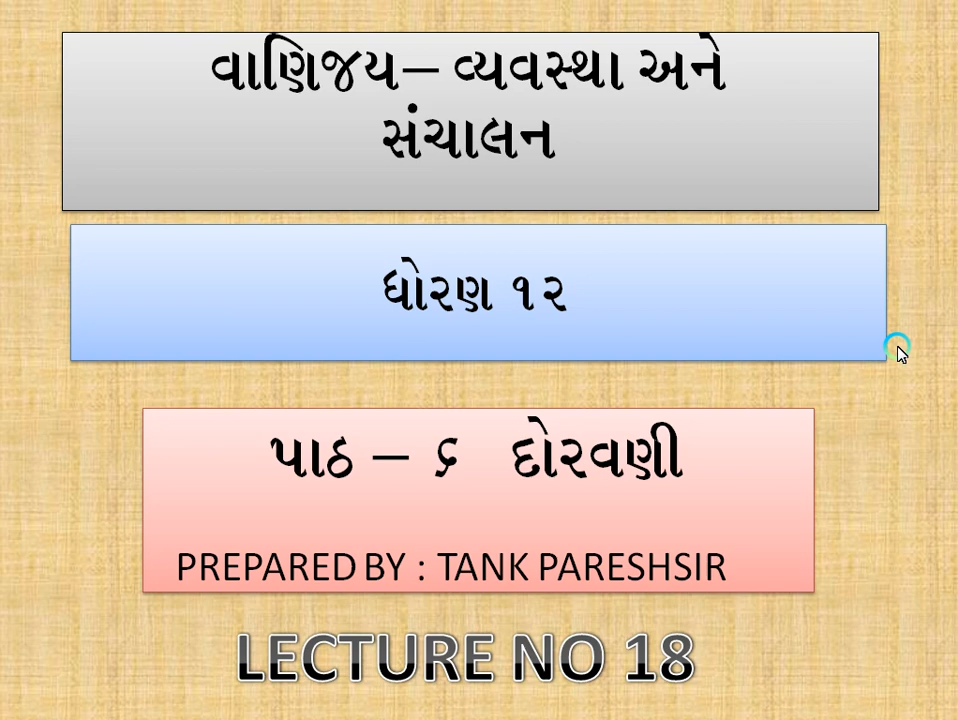 વાણિજય– વ્યવસ્થા અને
સંચાલન
ધોરણ ૧૨
પાઠ – ૬ દોરવણી
PREPARED BY : TANK PARESHSIR
LECTURE NO 18